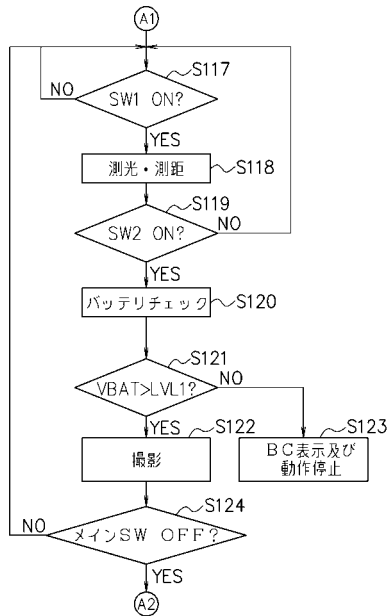 A1
S117
NO
SW1 ON?
YES
測光・測距
S118
S119
NO
SW2 ON?
YES
バッテリチェック
S120
S121
NO
VBAT>LVL1?
YES
S122
S123
撮影
BC表示及び
動作停止
S124
NO
メインSW OFF?
YES
A2